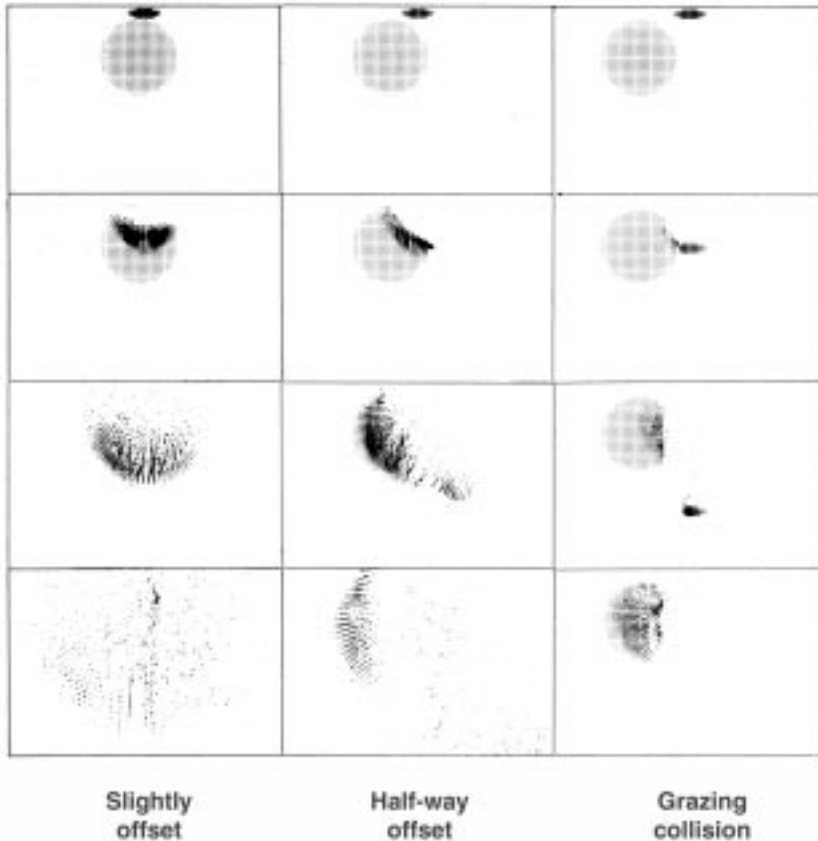 Slightly
offset
Half-way
offset
Grazing
collision